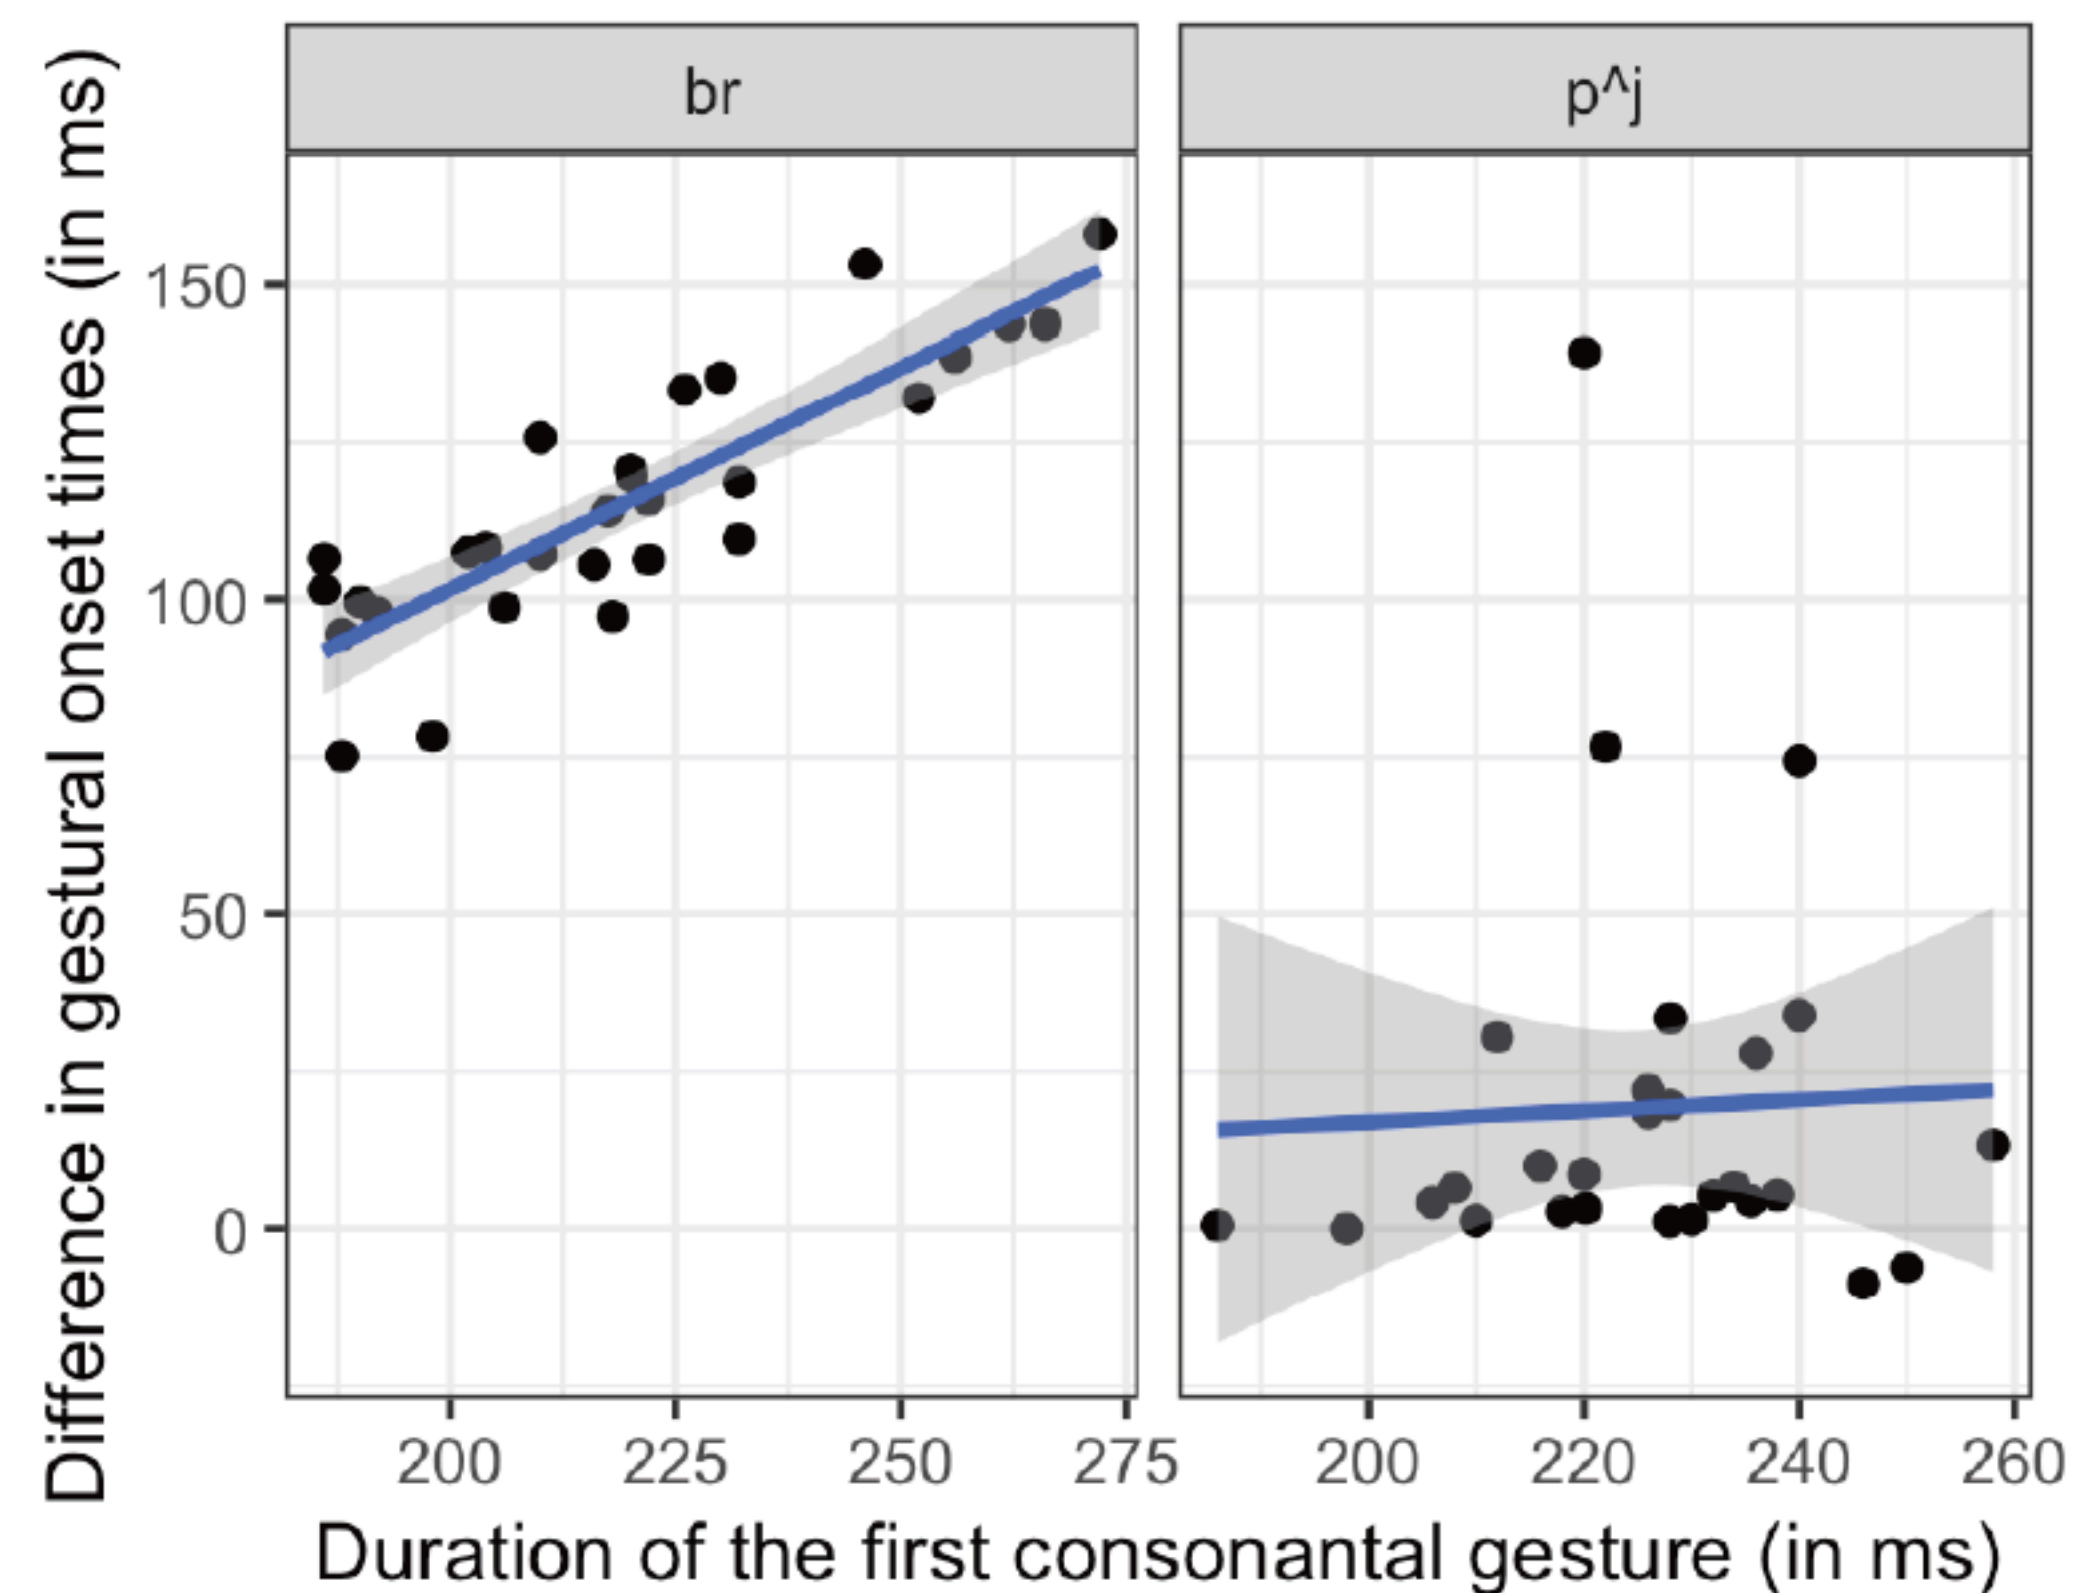 br
p^j
Difference in gestural onset times (in ms)
150
100
50
0
200 225 250 275
200 220 240 260
Duration of the first consonantal gesture (in ms)